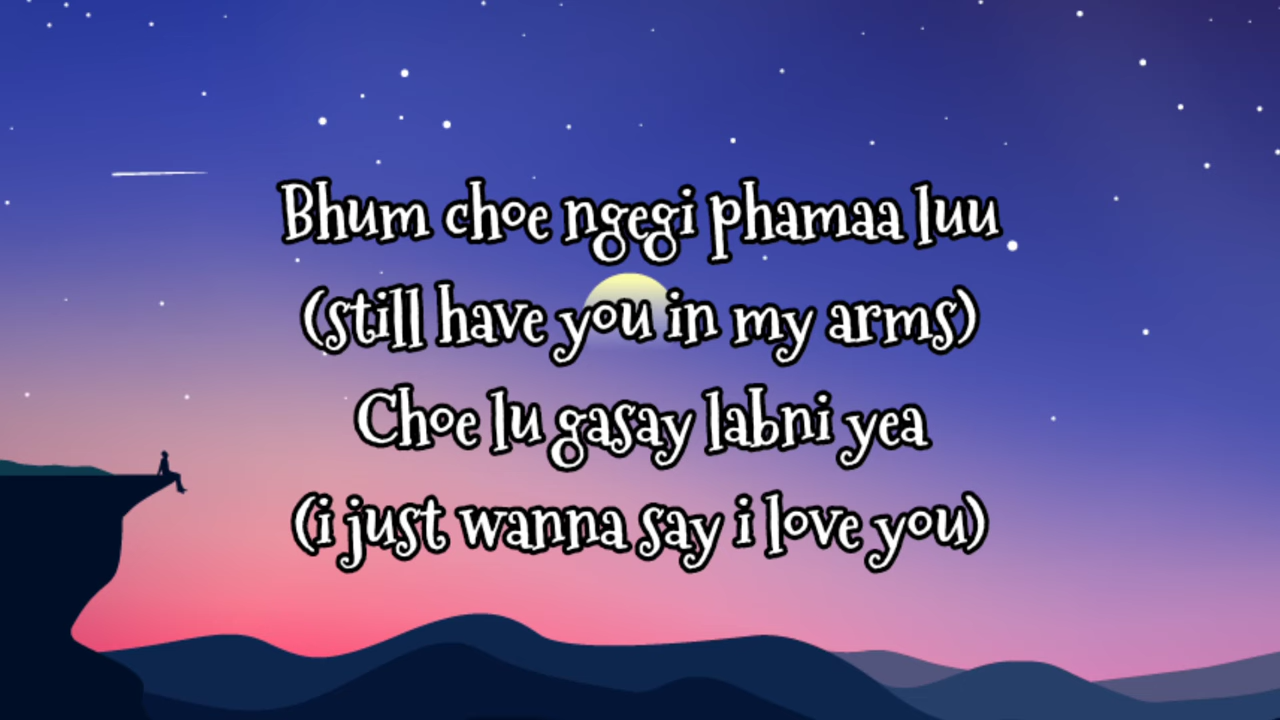 Bhum choe ngegi phamaa luu
(still have you in my arms)
Choe lu gasay labni yea
(i just wanna say i love you)